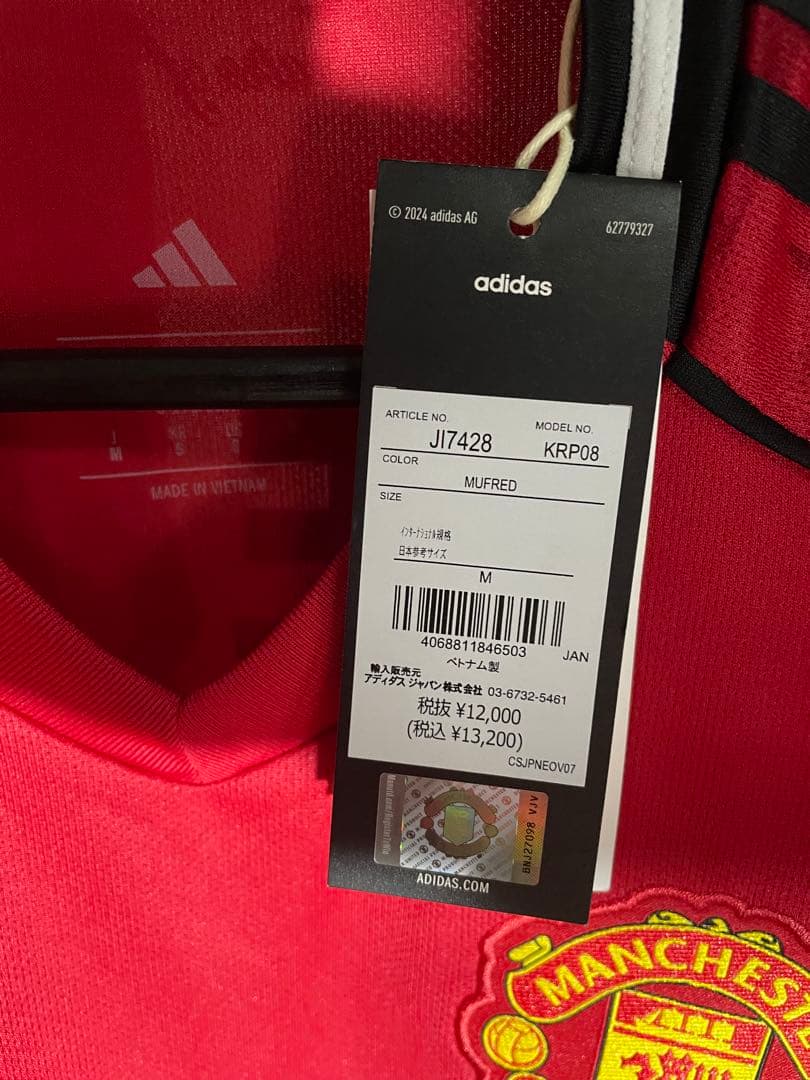 © 2024 adidas AG
62779327
adidas
ARTICLE NO.
JI7428
MODEL NO.
KRP08
COLOR
MUFRED
SIZE
インターナショナル規格
日本参考サイズ
M
4068811846503
JAN
ベトナム製
輸入販売元
アディダス ジャパン株式会社 03-6732-5461
税抜 ¥12,000
(税込 ¥13,200)
CSJPNEOV07
BNJ27098 VJV
ADIDAS.COM
J
M
MADE IN VIETNAM
MANCHEST